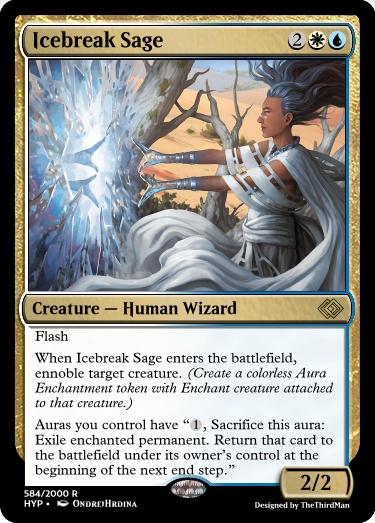 Icebreak Sage 2
Creature — Human Wizard
Flash
When Icebreak Sage enters the battlefield,
ennoble target creature. (Create a colorless Aura
Enchantment token with Enchant creature attached
to that creature.)
Auras you control have “1, Sacrifice this aura:
Exile enchanted permanent. Return that card to
the battlefield under its owner’s control at the
beginning of the next end step.”
2/2
584/2000 R
HYP • OndrejHrdina
Designed by TheThirdMan